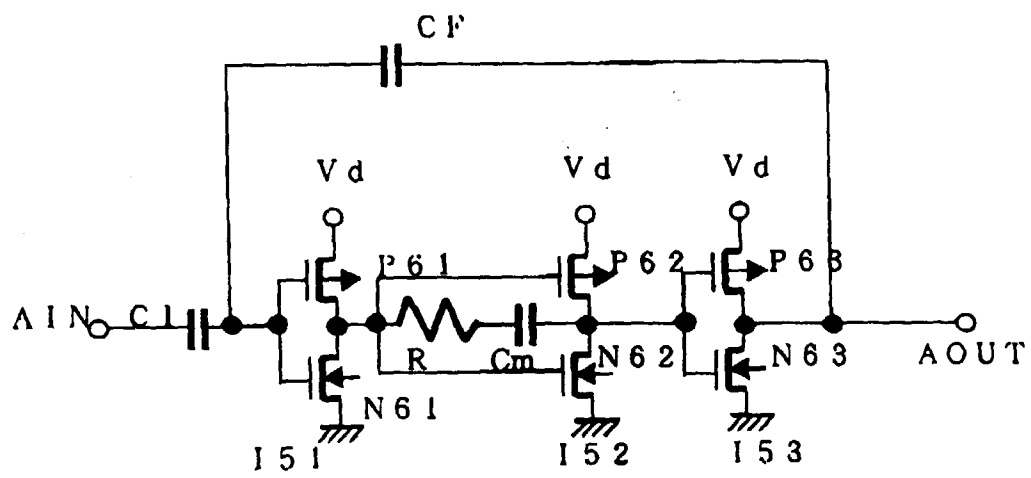 CF
Vd
Vd
Vd
P61
P62
P63
AIN
C1
R
Cm
N62
N63
AOUT
N61
I51
I52
I53